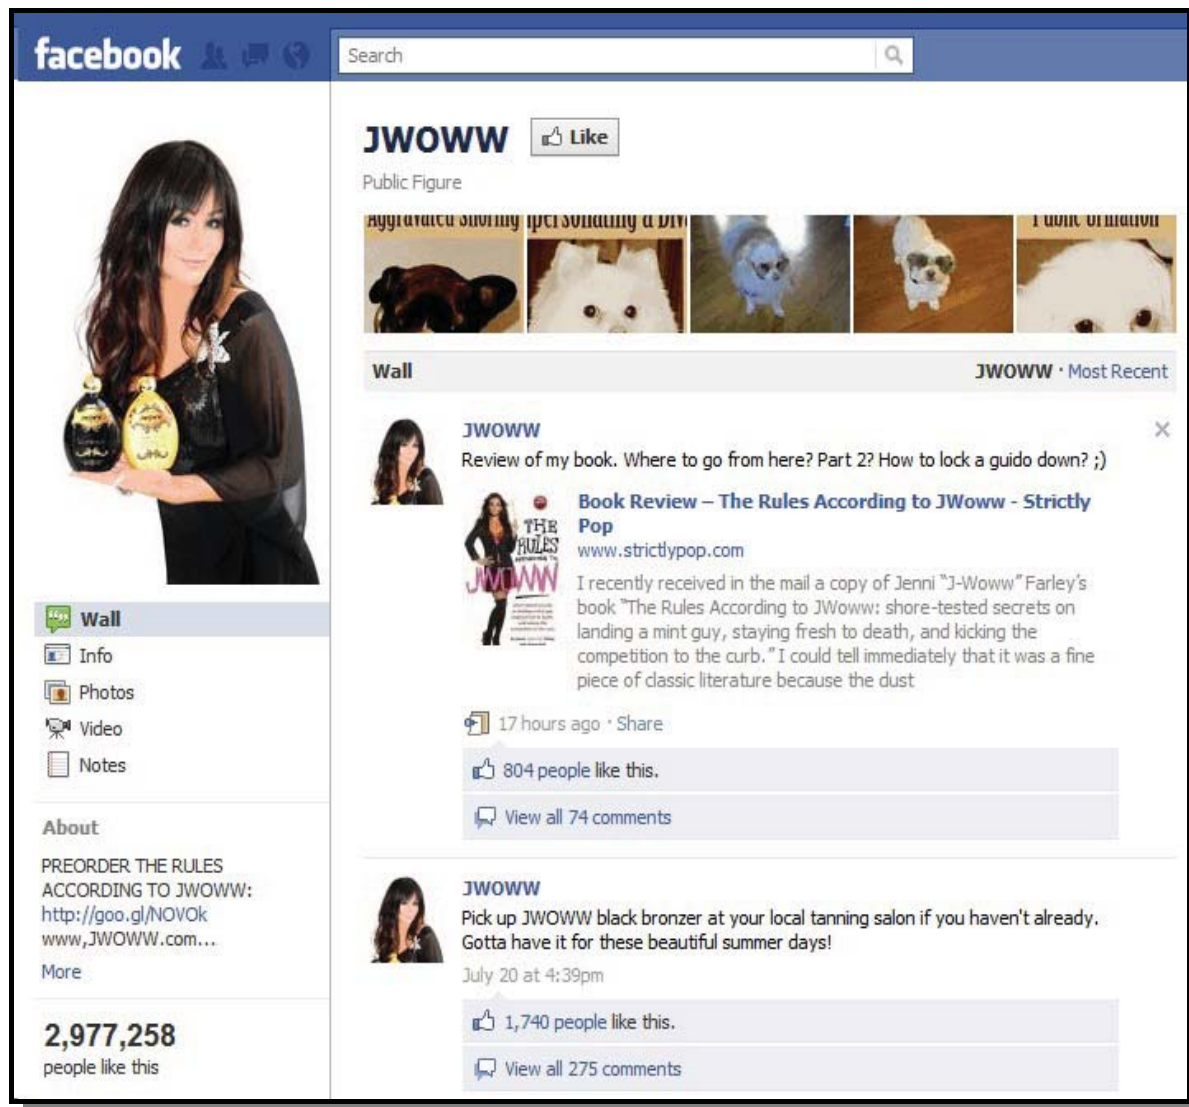 facebook
Search
JWOWW
Like
Public Figure
Aggravated Snoring
Wall
JWOWW · Most Recent
JWOWW
Review of my book. Where to go from here? Part 2? How to lock a guido down? ;)
THE
RULES
JWOWW
Book Review – The Rules According to JWoww - Strictly
Pop
www.strictlypop.com
I recently received in the mail a copy of Jenni "J-Woww" Farley's
book "The Rules According to JWoww: shore-tested secrets on
landing a mint guy, staying fresh to death, and kicking the
competition to the curb." I could tell immediately that it was a fine
piece of classic literature because the dust
17 hours ago · Share
804 people like this.
View all 74 comments
JWOWW
Pick up JWOWW black bronzer at your local tanning salon if you haven't already.
Gotta have it for these beautiful summer days!
July 20 at 4:39pm
1,740 people like this.
View all 275 comments
Wall
Info
Photos
Video
Notes
About
PREORDER THE RULES
ACCORDING TO JWOWW:
http://goo.gl/NOVOk
www,JWOWW.com...
More
2,977,258
people like this